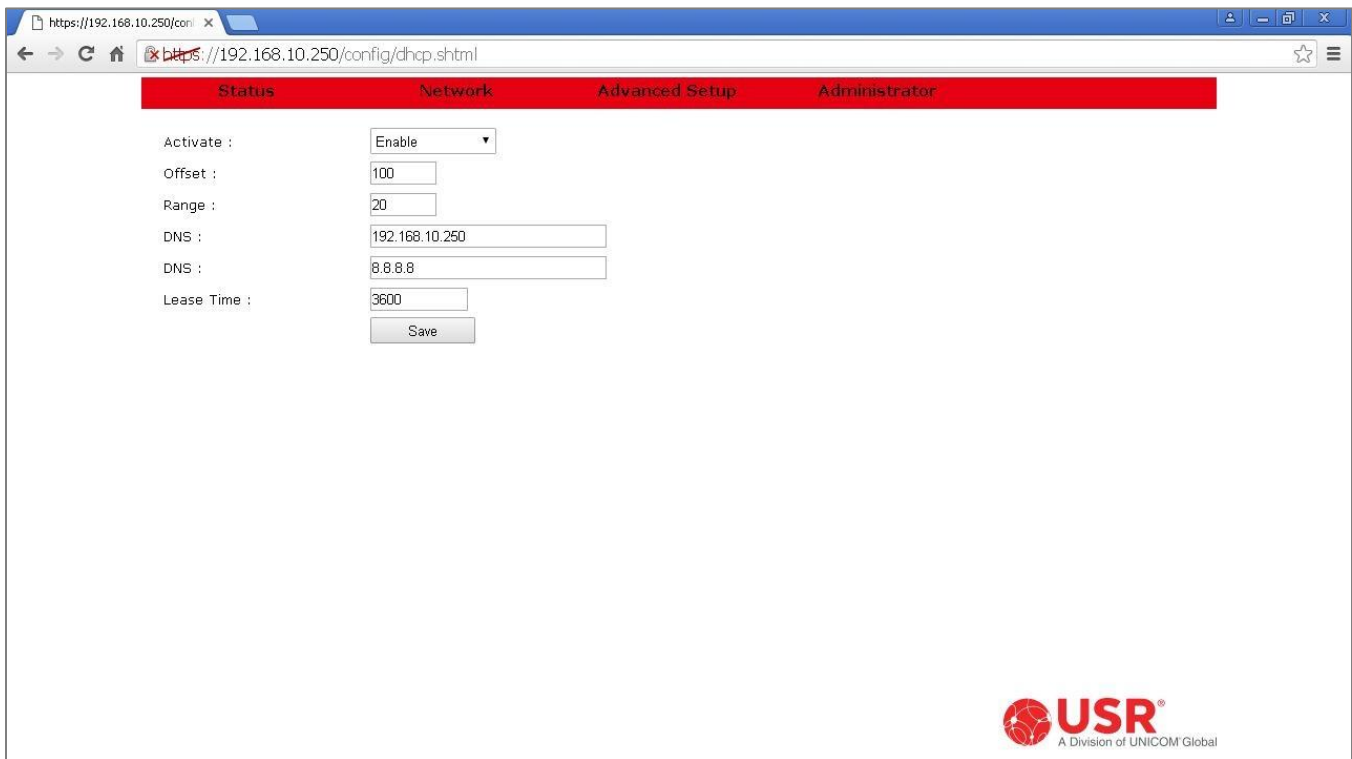 https://192.168.10.250/con
https://192.168.10.250/config/dhcp.shtml
Status Network Advanced Setup Administrator
Activate : Enable
Offset : 100
Range : 20
DNS : 192.168.10.250
DNS : 8.8.8.8
Lease Time : 3600
Save
USR®
A Division of UNICOM® Global